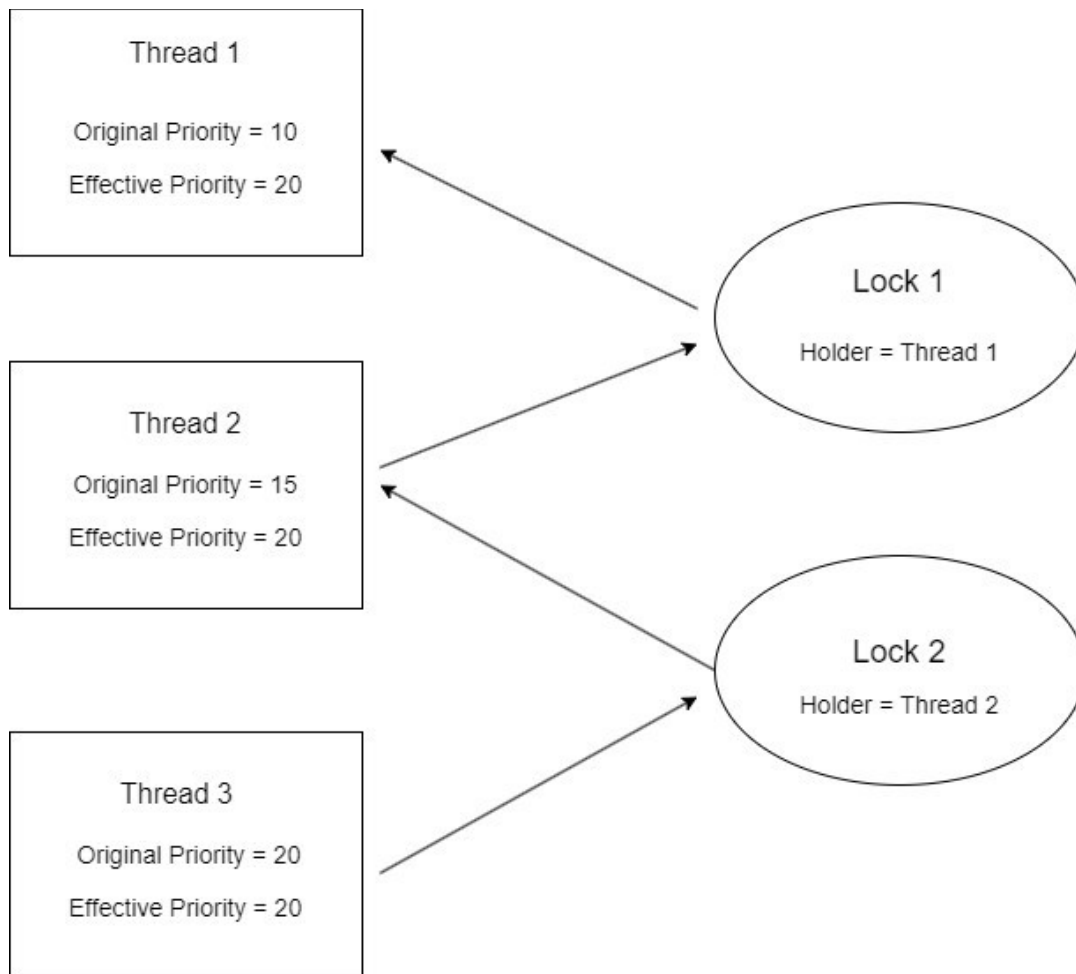 Thread 1
Original Priority = 10
Effective Priority = 20
Lock 1
Holder = Thread 1
Thread 2
Original Priority = 15
Effective Priority = 20
Lock 2
Holder = Thread 2
Thread 3
Original Priority = 20
Effective Priority = 20